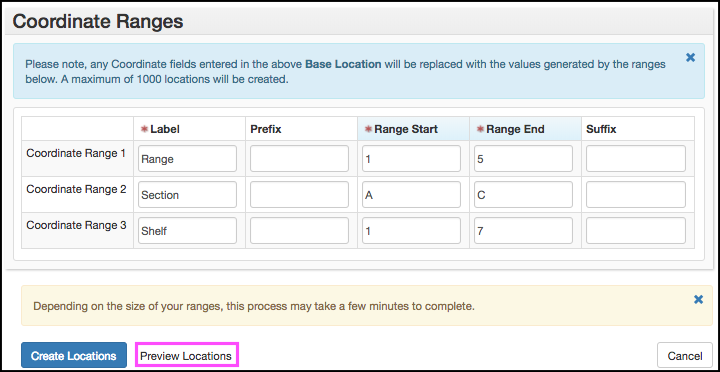 Coordinate Ranges
Please note, any Coordinate fields entered in the above Base Location will be replaced with the values generated by the ranges
below. A maximum of 1000 locations will be created.
✱ Label Prefix ✱ Range Start ✱ Range End Suffix
Coordinate Range 1 Range 1 5
Coordinate Range 2 Section A C
Coordinate Range 3 Shelf 1 7
Depending on the size of your ranges, this process may take a few minutes to complete.
Create Locations Preview Locations Cancel